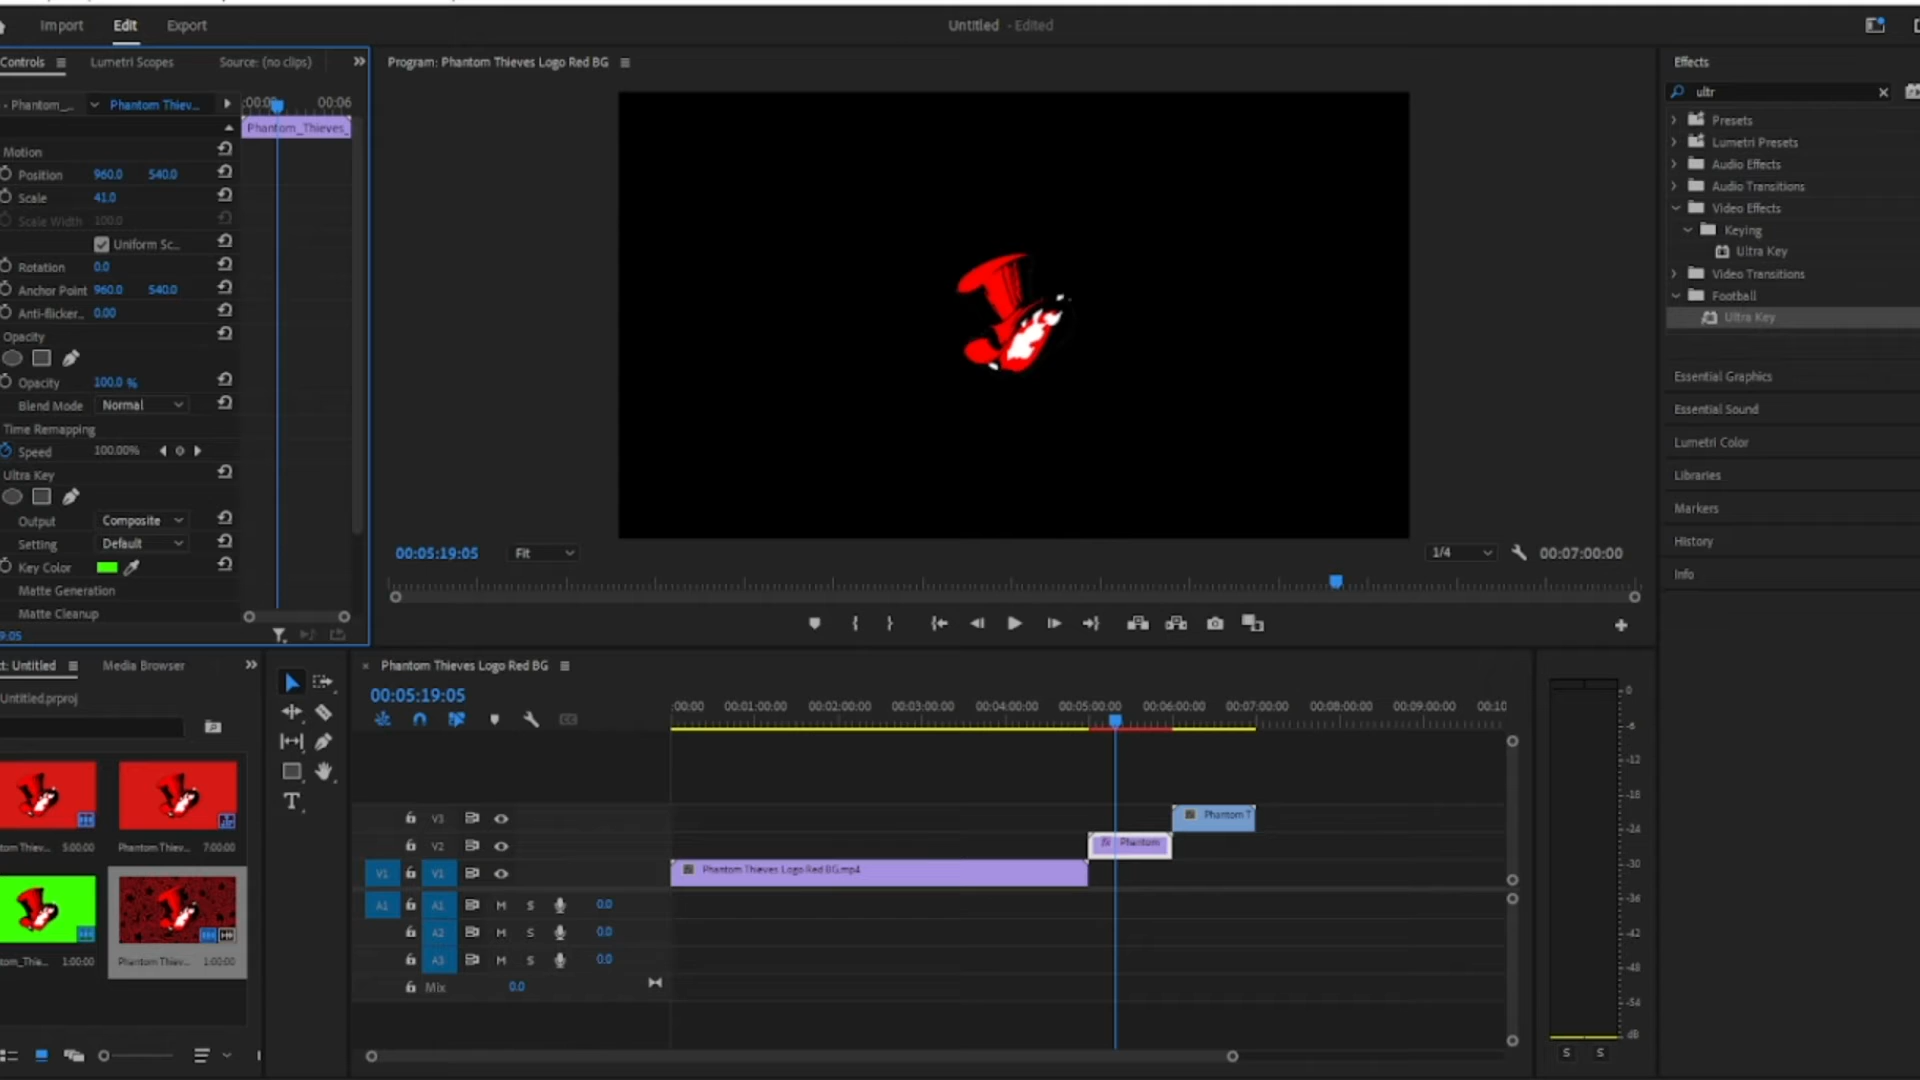 Import Edit Export
Untitled - Edited
Controls Lumetri Scopes Source: (no clips)
Program: Phantom Thieves Logo Red BG
Effects
- Phantom_... Phantom Thiev...
:00:00 00:06
Phantom_Thieves_
Motion
Position 960.0 540.0
Scale 41.0
Scale Width 100.0
Uniform Sc...
Rotation 0.0
Anchor Point 960.0 540.0
Anti-flicker... 0.00
Opacity
Opacity 100.0 %
Blend Mode Normal
Time Remapping
Speed 100.00%
Ultra Key
Output Composite
Setting Default
Key Color
Matte Generation
Matte Cleanup
9:05
00:05:19:05 Fit 1/4 00:07:00:00
ultr
Presets
Lumetri Presets
Audio Effects
Audio Transitions
Video Effects
Keying
Ultra Key
Video Transitions
Football
Ultra Key
Essential Graphics
Essential Sound
Lumetri Color
Libraries
Markers
History
Info
ct: Untitled Media Browser
Untitled.prproj
tom Thiev... 5:00:00 Phantom Thiev... 7:00:00
tom_Thie... 1:00:00 Phantom Thiev... 1:00:00
T
× Phantom Thieves Logo Red BG
00:05:19:05
:00:00 00:01:00:00 00:02:00:00 00:03:00:00 00:04:00:00 00:05:00:00 00:06:00:00 00:07:00:00 00:08:00:00 00:09:00:00 00:10
V3 Phantom T
V2 fx Phantom
V1 V1 Phantom Thieves Logo Red BG.mp4
A1 A1 M S 0.0
A2 M S 0.0
A3 M S 0.0
Mix 0.0
0
-6
-12
-18
-24
-30
-36
-42
-48
-54
dB
S S